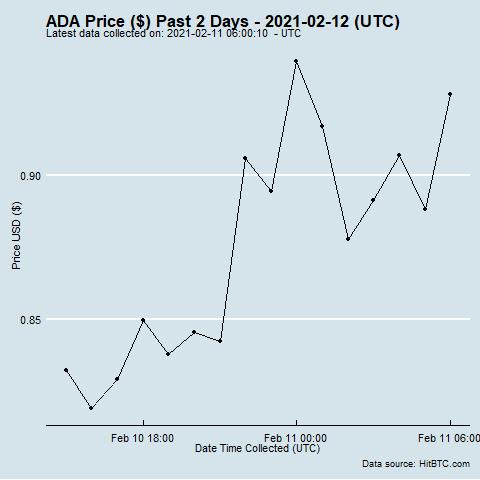 ADA Price ($) Past 2 Days - 2021-02-12 (UTC)
Latest data collected on: 2021-02-11 06:00:10 - UTC
0.90
Price USD ($)
0.85
Feb 10 18:00 Feb 11 00:00 Feb 11 06:00
Date Time Collected (UTC)
Data source: HitBTC.com